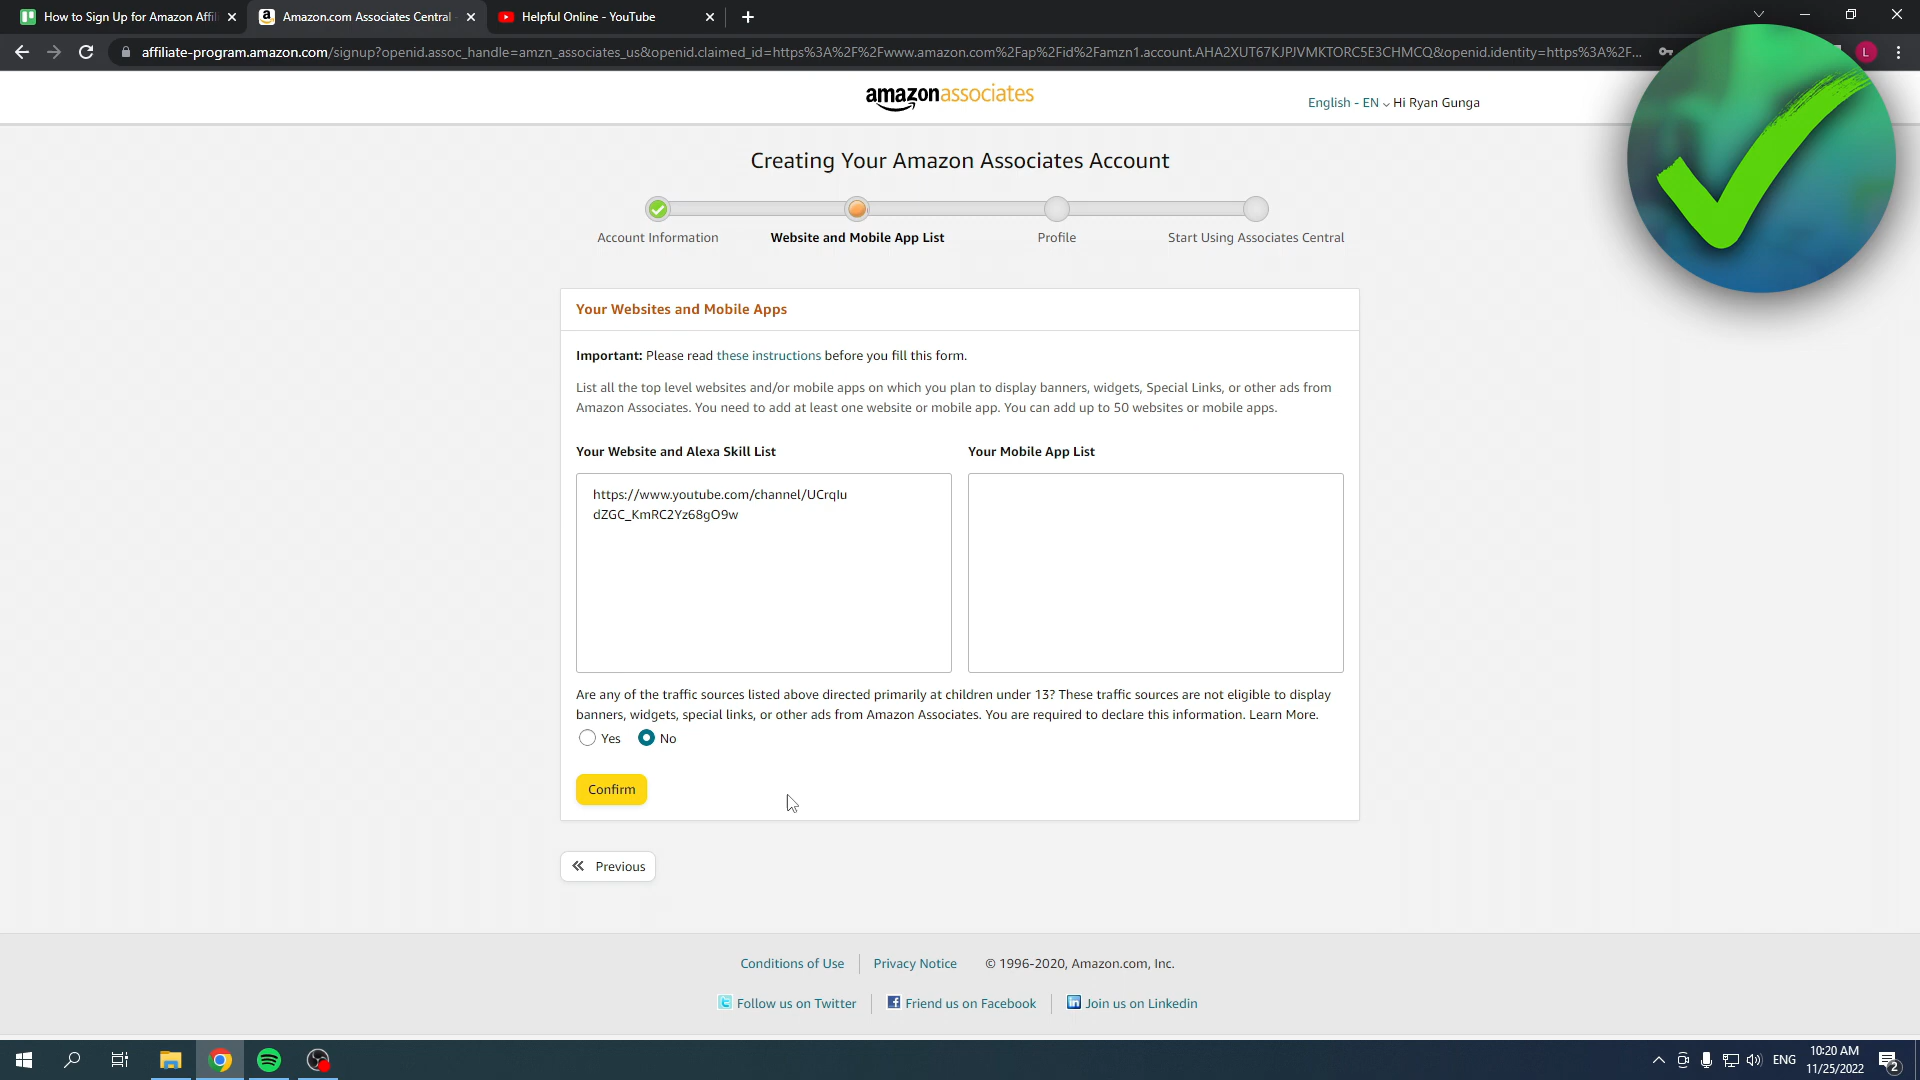 How to Sign Up for Amazon Affil
Amazon.com Associates Central
Helpful Online - YouTube
affiliate-program.amazon.com/signup?openid.assoc_handle=amzn_associates_us&openid.claimed_id=https%3A%2F%2Fwww.amazon.com%2Fap%2Fid%2Famzn1.account.AHA2XUT67KJPJVMKTORC5E3CHMCQ&openid.identity=https%3A%2F...
L
amazonassociates
English - EN Hi Ryan Gunga
Creating Your Amazon Associates Account
Account Information
Website and Mobile App List
Profile
Start Using Associates Central
Your Websites and Mobile Apps
Important: Please read these instructions before you fill this form.
List all the top level websites and/or mobile apps on which you plan to display banners, widgets, Special Links, or other ads from
Amazon Associates. You need to add at least one website or mobile app. You can add up to 50 websites or mobile apps.
Your Website and Alexa Skill List
Your Mobile App List
https://www.youtube.com/channel/UCrqIu
dZGC_KmRC2Yz68gO9w
Are any of the traffic sources listed above directed primarily at children under 13? These traffic sources are not eligible to display
banners, widgets, special links, or other ads from Amazon Associates. You are required to declare this information. Learn More.
Yes No
Confirm
« Previous
Conditions of Use
Privacy Notice
© 1996-2020, Amazon.com, Inc.
Follow us on Twitter
Friend us on Facebook
Join us on Linkedin
ENG
10:20 AM
11/25/2022
2